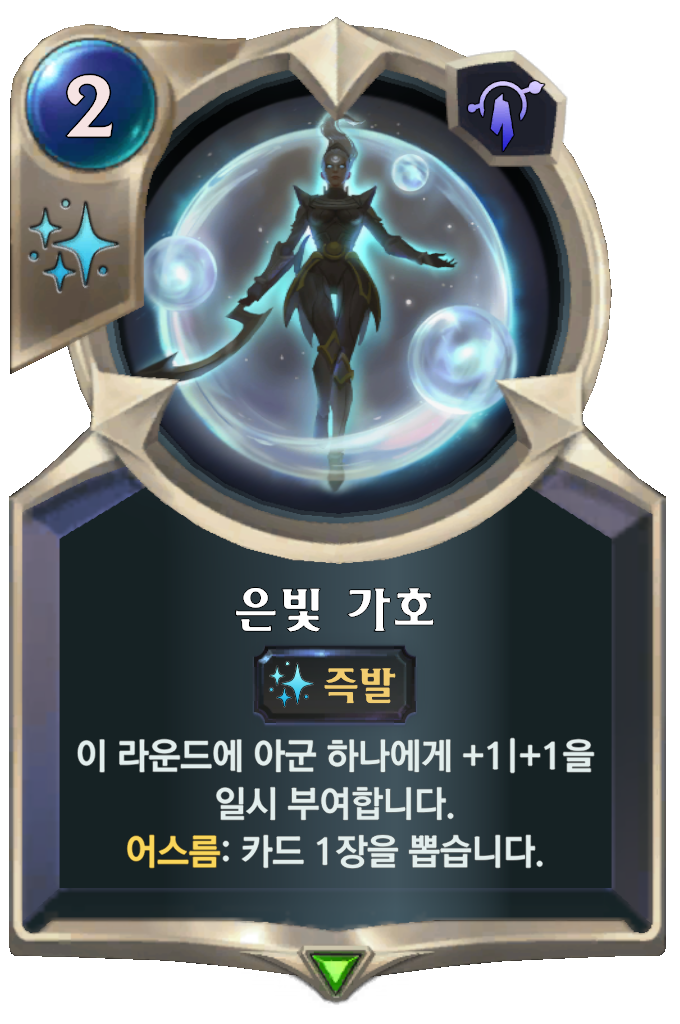 2
은빛 가호
즉발
이 라운드에 아군 하나에게 +1|+1을
일시 부여합니다.
어스름: 카드 1장을 뽑습니다.